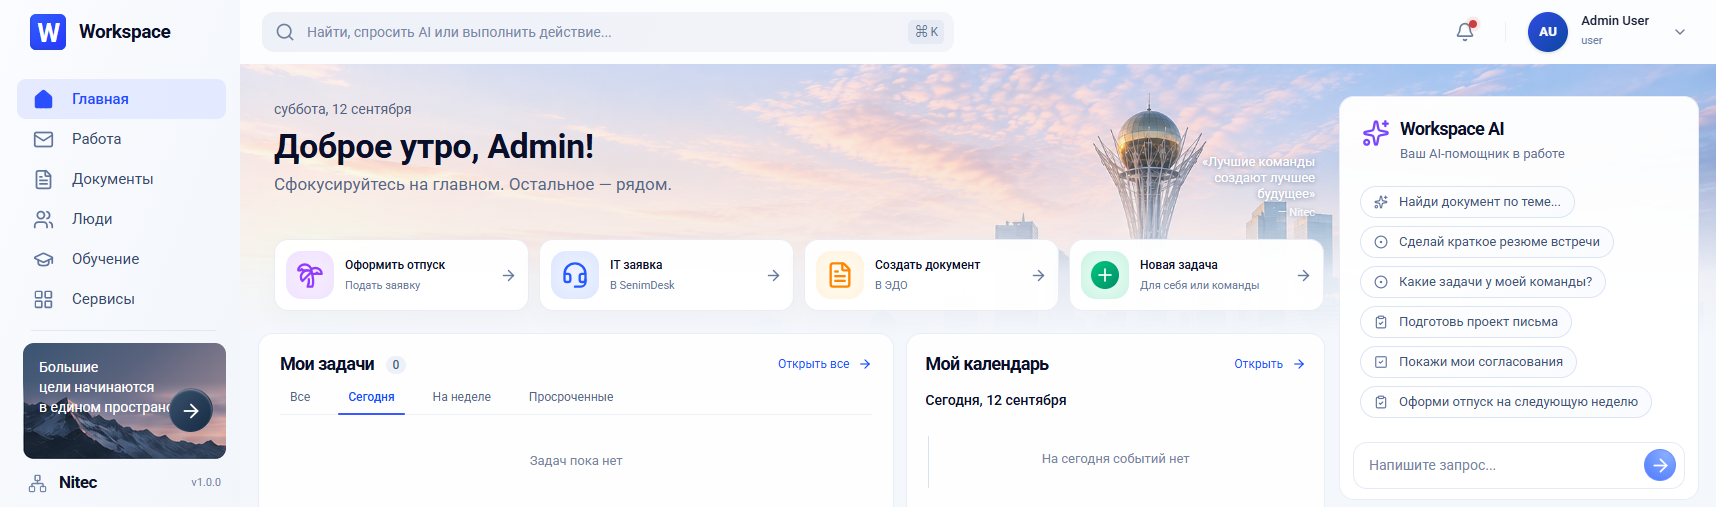 W Workspace
Найти, спросить AI или выполнить действие...
⌘ K
AU
Admin User
user
Главная
Работа
Документы
Люди
Обучение
Сервисы
Большие
цели начинаются
в едином простран
Nitec
v1.0.0
суббота, 12 сентября
Доброе утро, Admin!
Сфокусируйтесь на главном. Остальное — рядом.
«Лучшие команды
создают лучшее
будущее»
— Nitec
Оформить отпуск
Подать заявку
IT заявка
В SenimDesk
Создать документ
В ЭДО
Новая задача
Для себя или команды
Мои задачи 0
Открыть все
Все
Сегодня
На неделе
Просроченные
Задач пока нет
Мой календарь
Открыть
Сегодня, 12 сентября
На сегодня событий нет
Workspace AI
Ваш AI-помощник в работе
Найди документ по теме...
Сделай краткое резюме встречи
Какие задачи у моей команды?
Подготовь проект письма
Покажи мои согласования
Оформи отпуск на следующую неделю
Напишите запрос...